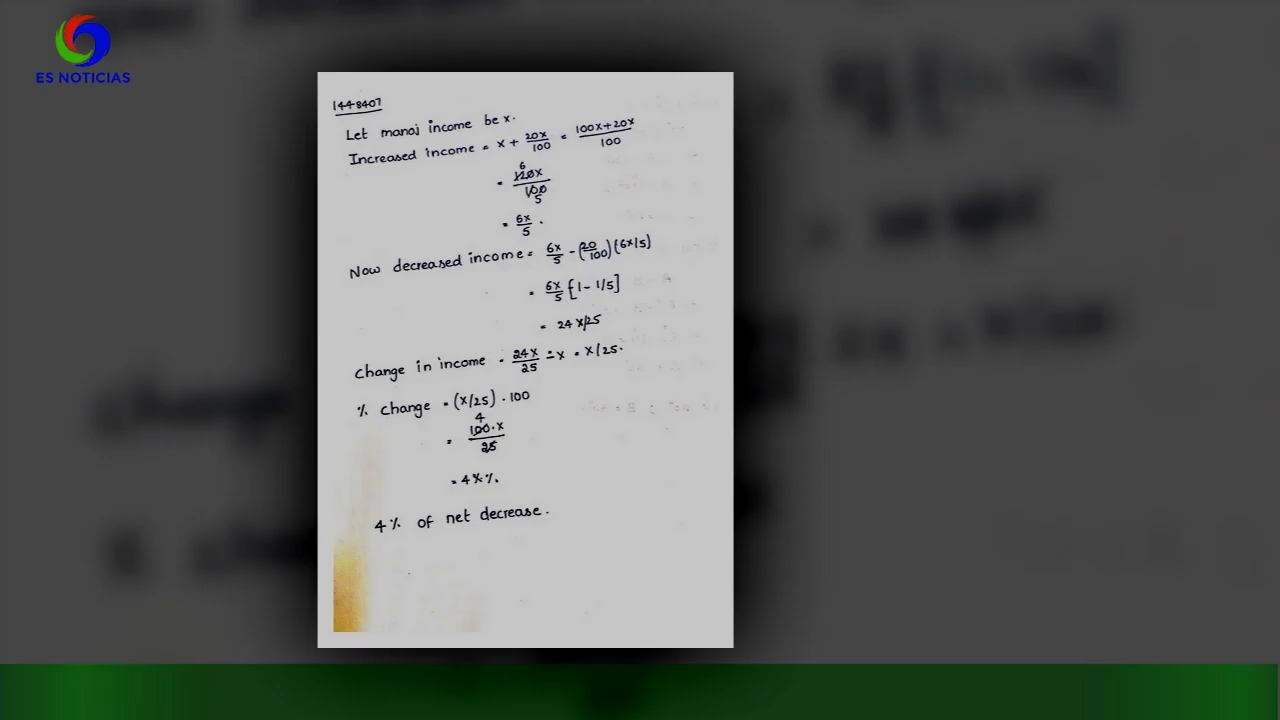 ES NOTICIAS
1448407
Let manoj income be x.
Increased income = x + 20x/100 = 100x+20x/100
= 6 120x/100 5
= 6x/5.
Now decreased income = 6x/5 - (20/100)(6x/5)
= 6x/5 [1 - 1/5]
= 24x/25
Change in income = 24x/25 - x = x/25.
% change = (x/25) . 100
= 4 100.x/25
= 4x%.
4% of net decrease.